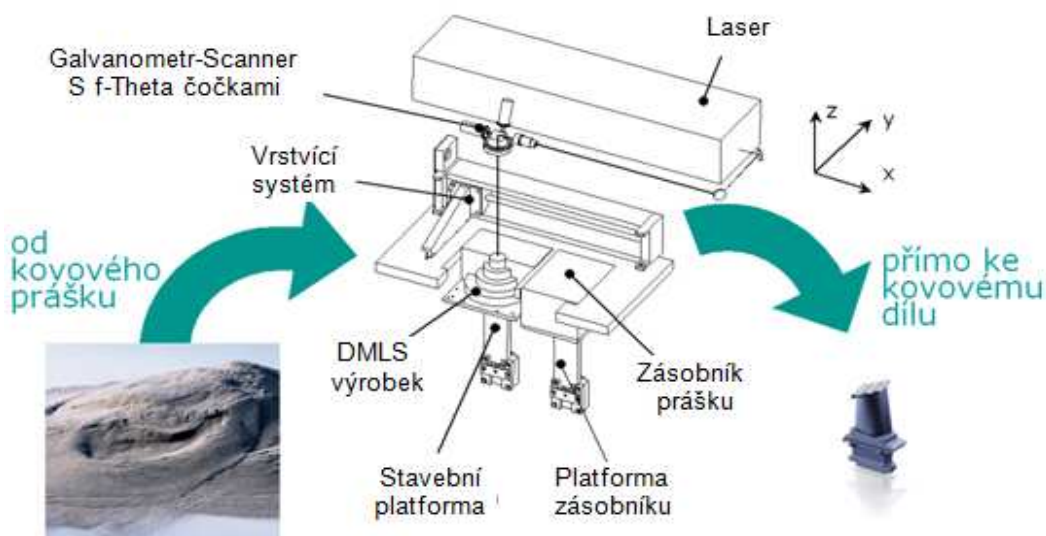 Laser
Galvanometr-Scanner
S f-Theta čočkami
z
y
x
Vrstvící
systém
od
kovového
prášku
přímo ke
kovovému
dílu
DMLS
výrobek
Zásobník
prášku
Stavební
platforma
Platforma
zásobníku